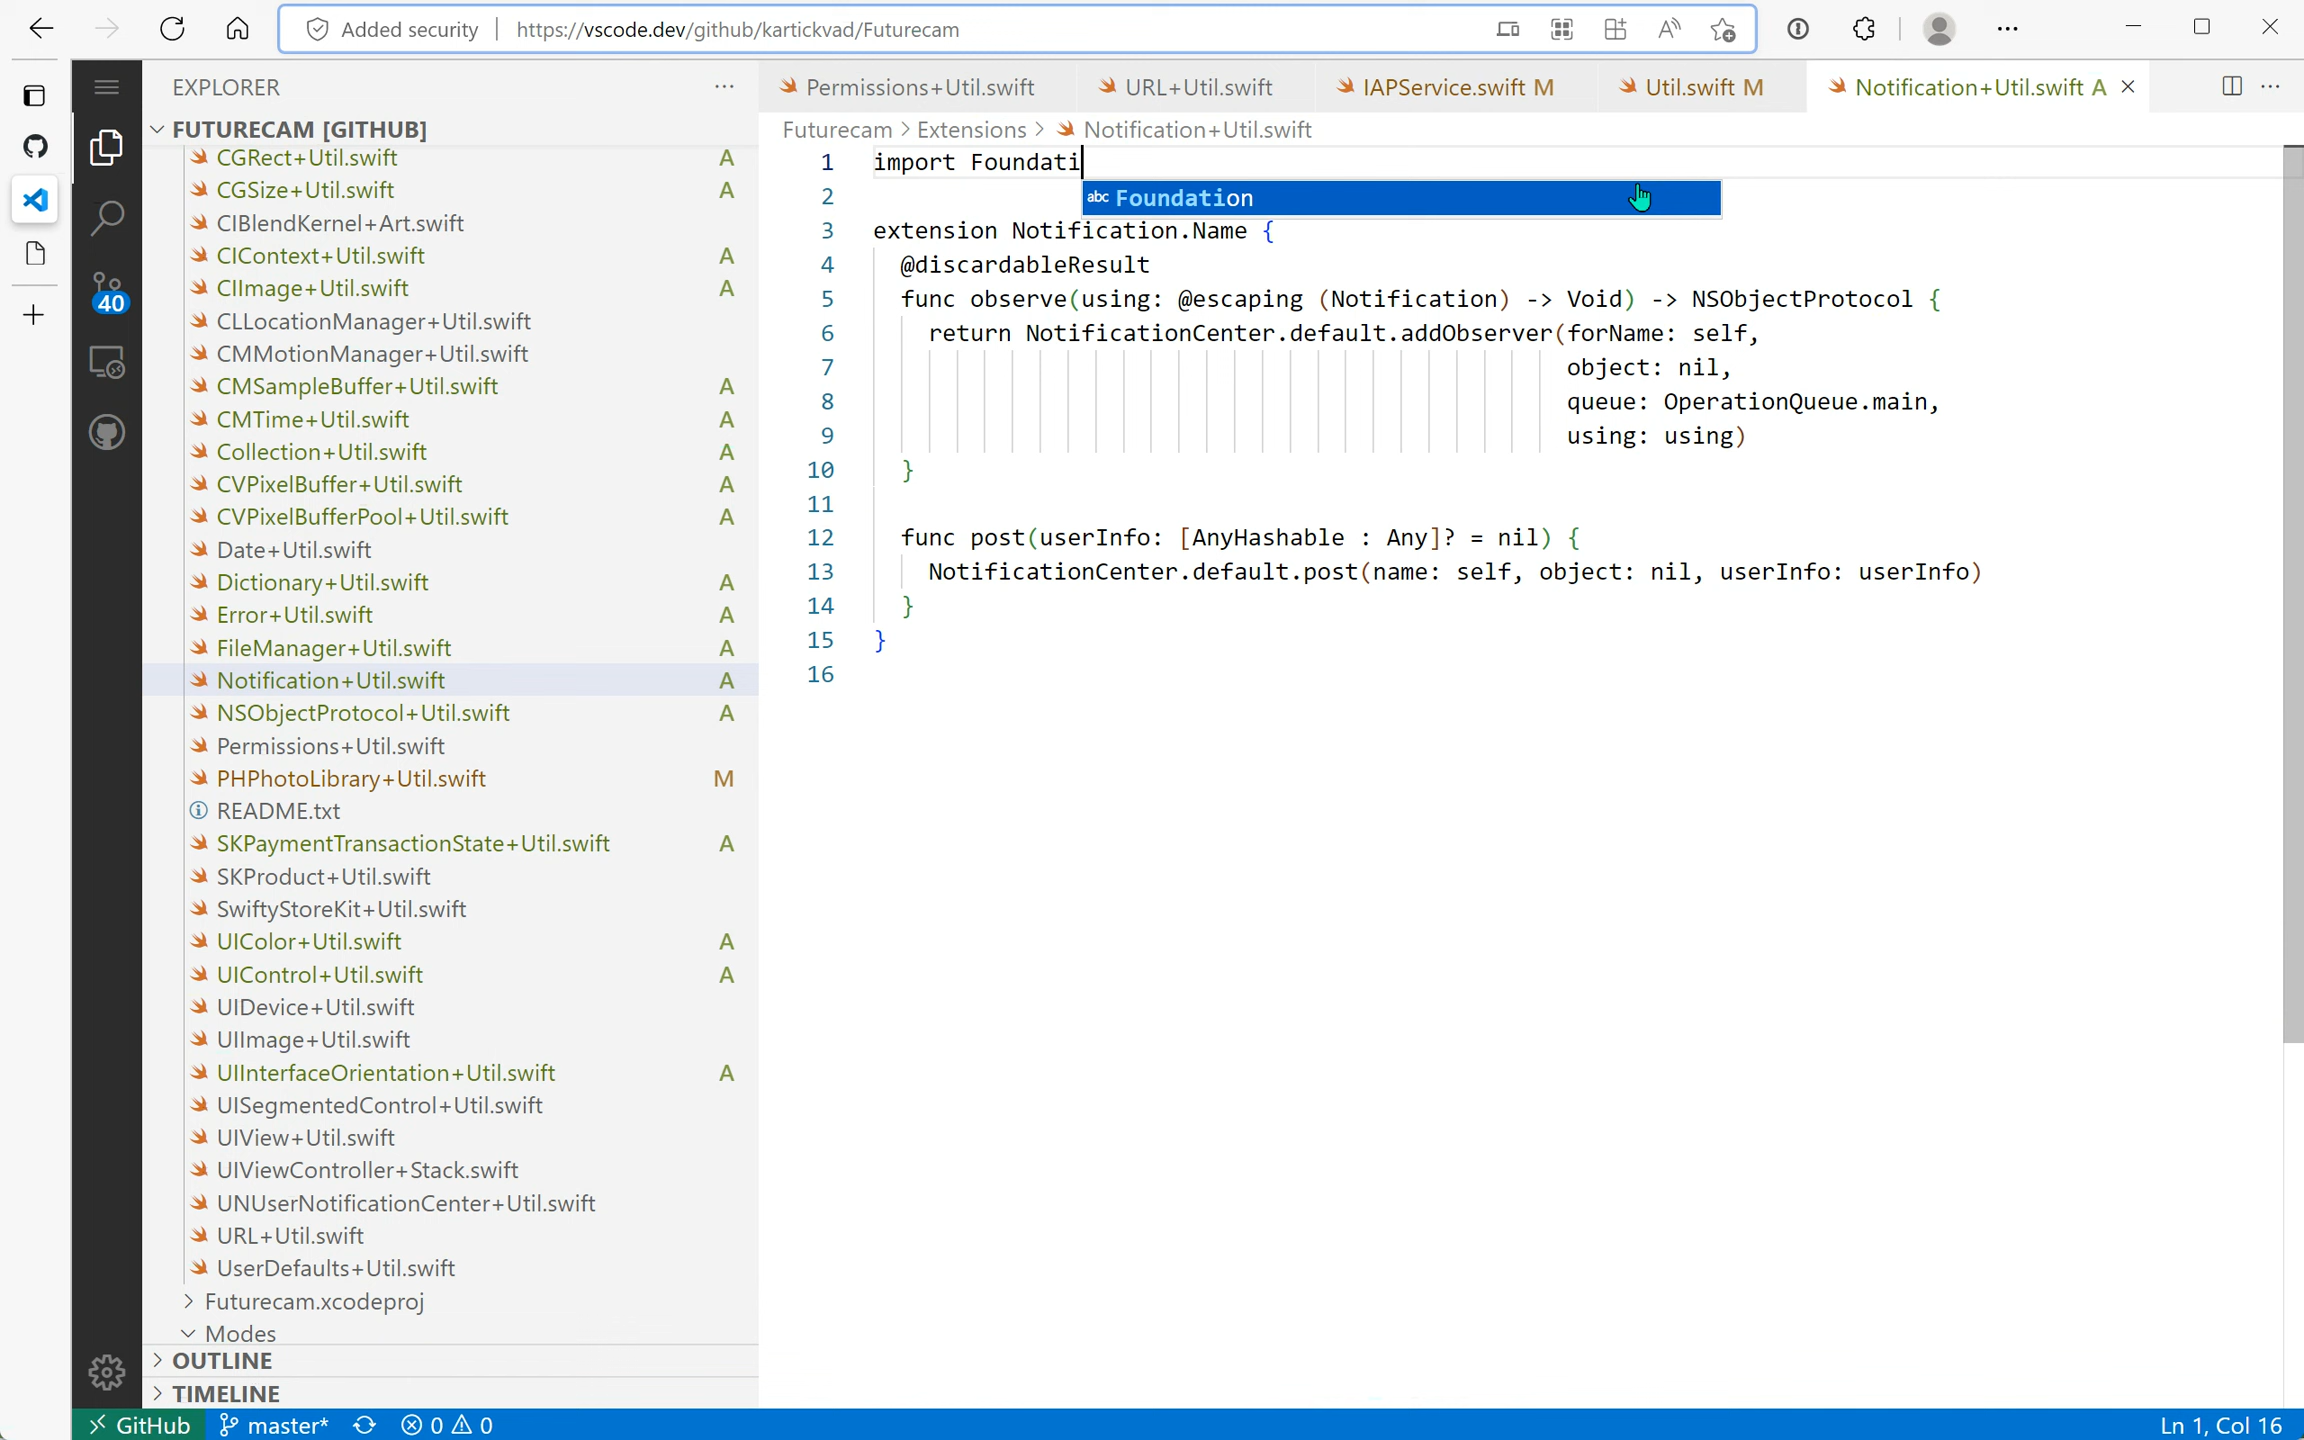 Added security https://vscode.dev/github/kartickvad/Futurecam
EXPLORER
FUTURECAM [GITHUB]
CGRect+Util.swift A
CGSize+Util.swift A
CIBlendKernel+Art.swift
CIContext+Util.swift A
CIImage+Util.swift A
CLLocationManager+Util.swift
CMMotionManager+Util.swift
CMSampleBuffer+Util.swift A
CMTime+Util.swift A
Collection+Util.swift A
CVPixelBuffer+Util.swift A
CVPixelBufferPool+Util.swift A
Date+Util.swift
Dictionary+Util.swift A
Error+Util.swift A
FileManager+Util.swift A
Notification+Util.swift A
NSObjectProtocol+Util.swift A
Permissions+Util.swift
PHPhotoLibrary+Util.swift M
README.txt
SKPaymentTransactionState+Util.swift A
SKProduct+Util.swift
SwiftyStoreKit+Util.swift
UIColor+Util.swift A
UIControl+Util.swift A
UIDevice+Util.swift
UIImage+Util.swift
UIInterfaceOrientation+Util.swift A
UISegmentedControl+Util.swift
UIView+Util.swift
UIViewController+Stack.swift
UNUserNotificationCenter+Util.swift
URL+Util.swift
UserDefaults+Util.swift
Futurecam.xcodeproj
Modes
OUTLINE
TIMELINE
40
Permissions+Util.swift URL+Util.swift IAPService.swift M Util.swift M Notification+Util.swift A
Futurecam > Extensions > Notification+Util.swift
1 import Foundati
2
abc Foundation
3 extension Notification.Name {
4 @discardableResult
5 func observe(using: @escaping (Notification) -> Void) -> NSObjectProtocol {
6 return NotificationCenter.default.addObserver(forName: self,
7 object: nil,
8 queue: OperationQueue.main,
9 using: using)
10 }
11
12 func post(userInfo: [AnyHashable : Any]? = nil) {
13 NotificationCenter.default.post(name: self, object: nil, userInfo: userInfo)
14 }
15 }
16
GitHub master* 0 0 Ln 1, Col 16